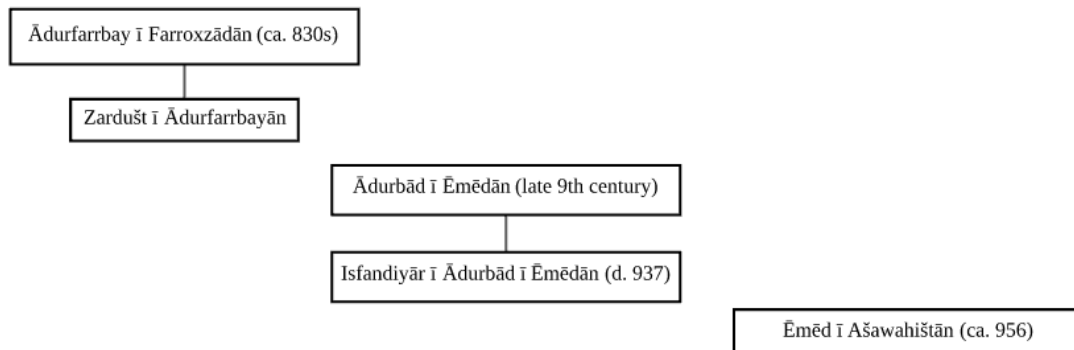 Ādurfarrbay ī Farroxzādān (ca. 830s)
Zardušt ī Ādurfarrbayān
Ādurbād ī Ēmēdān (late 9th century)
Isfandiyār ī Ādurbād ī Ēmēdān (d. 937)
Ēmēd ī Ašawahištān (ca. 956)